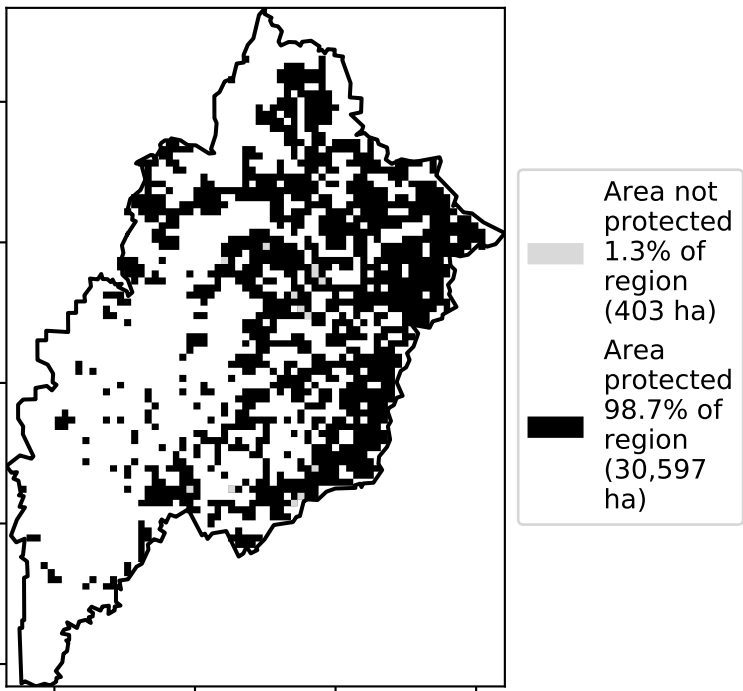 Area not
protected
1.3% of
region
(403 ha)
Area
protected
98.7% of
region
(30,597
ha)